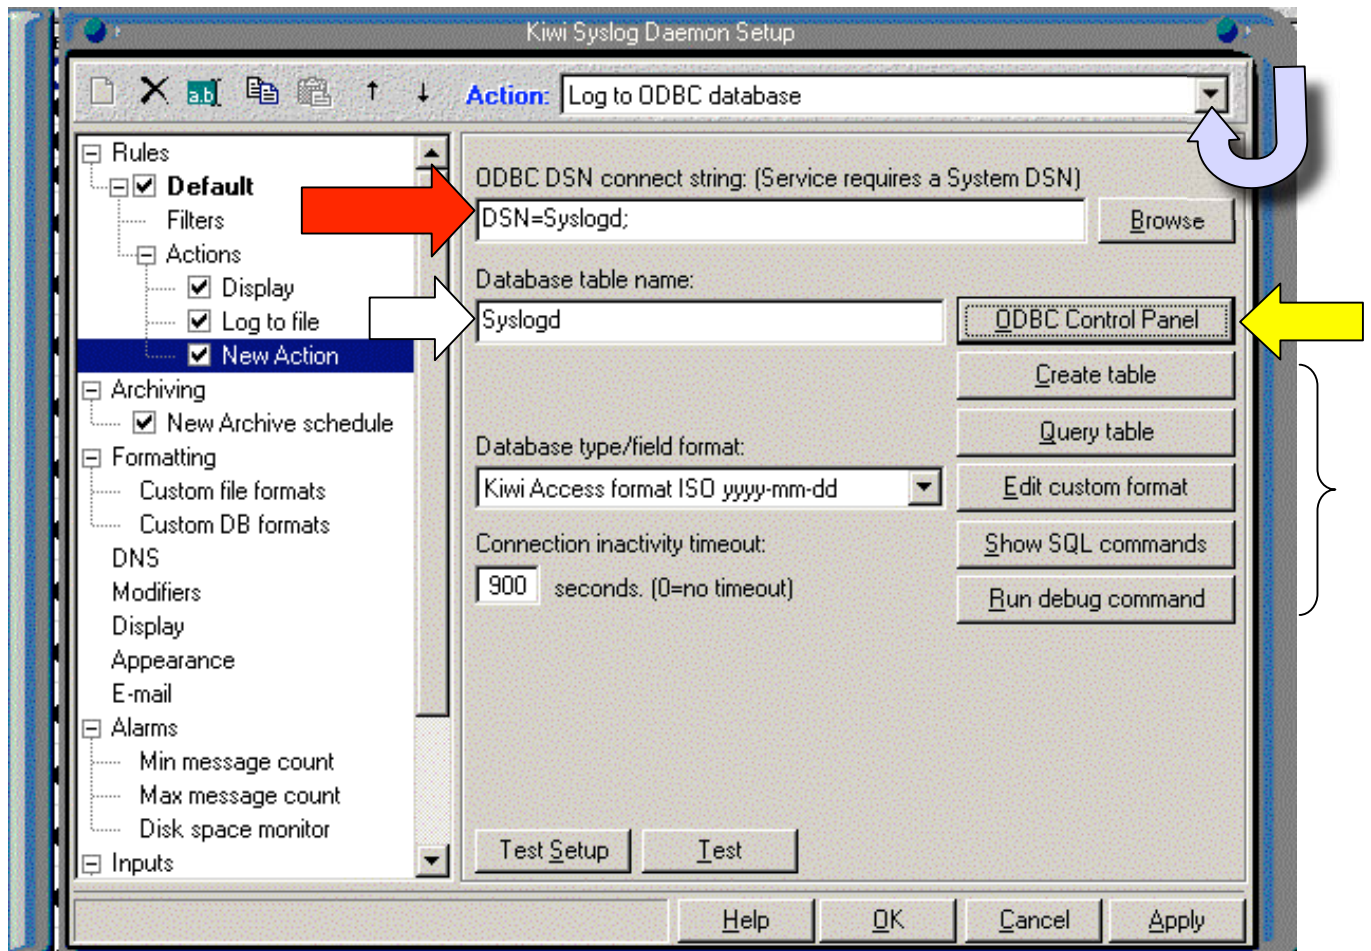 Kiwi Syslog Daemon Setup
a.b
Action: Log to ODBC database
Rules
Default
Filters
Actions
Display
Log to file
New Action
Archiving
New Archive schedule
Formatting
Custom file formats
Custom DB formats
DNS
Modifiers
Display
Appearance
E-mail
Alarms
Min message count
Max message count
Disk space monitor
Inputs
ODBC DSN connect string: (Service requires a System DSN)
DSN=Syslogd;
Browse
Database table name:
Syslogd
ODBC Control Panel
Create table
Query table
Database type/field format:
Kiwi Access format ISO yyyy-mm-dd
Edit custom format
Connection inactivity timeout:
Show SQL commands
900 seconds. (0=no timeout)
Run debug command
Test Setup
Test
Help
OK
Cancel
Apply